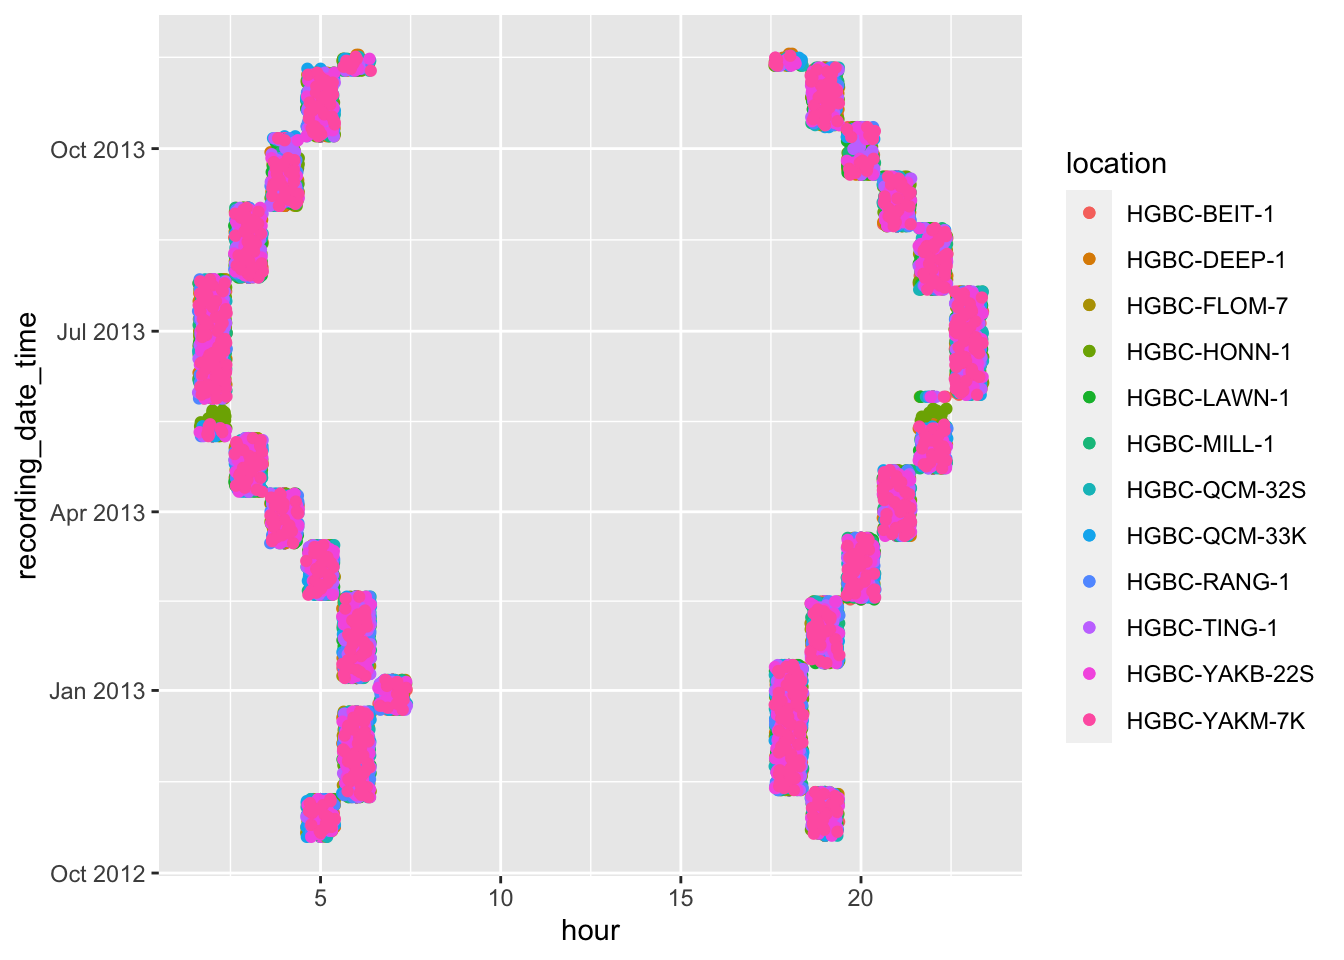 recording_date_time
Oct 2013
Jul 2013
Apr 2013
Jan 2013
Oct 2012
5
10
15
20
hour
location
HGBC-BEIT-1
HGBC-DEEP-1
HGBC-FLOM-7
HGBC-HONN-1
HGBC-LAWN-1
HGBC-MILL-1
HGBC-QCM-32S
HGBC-QCM-33K
HGBC-RANG-1
HGBC-TING-1
HGBC-YAKB-22S
HGBC-YAKM-7K